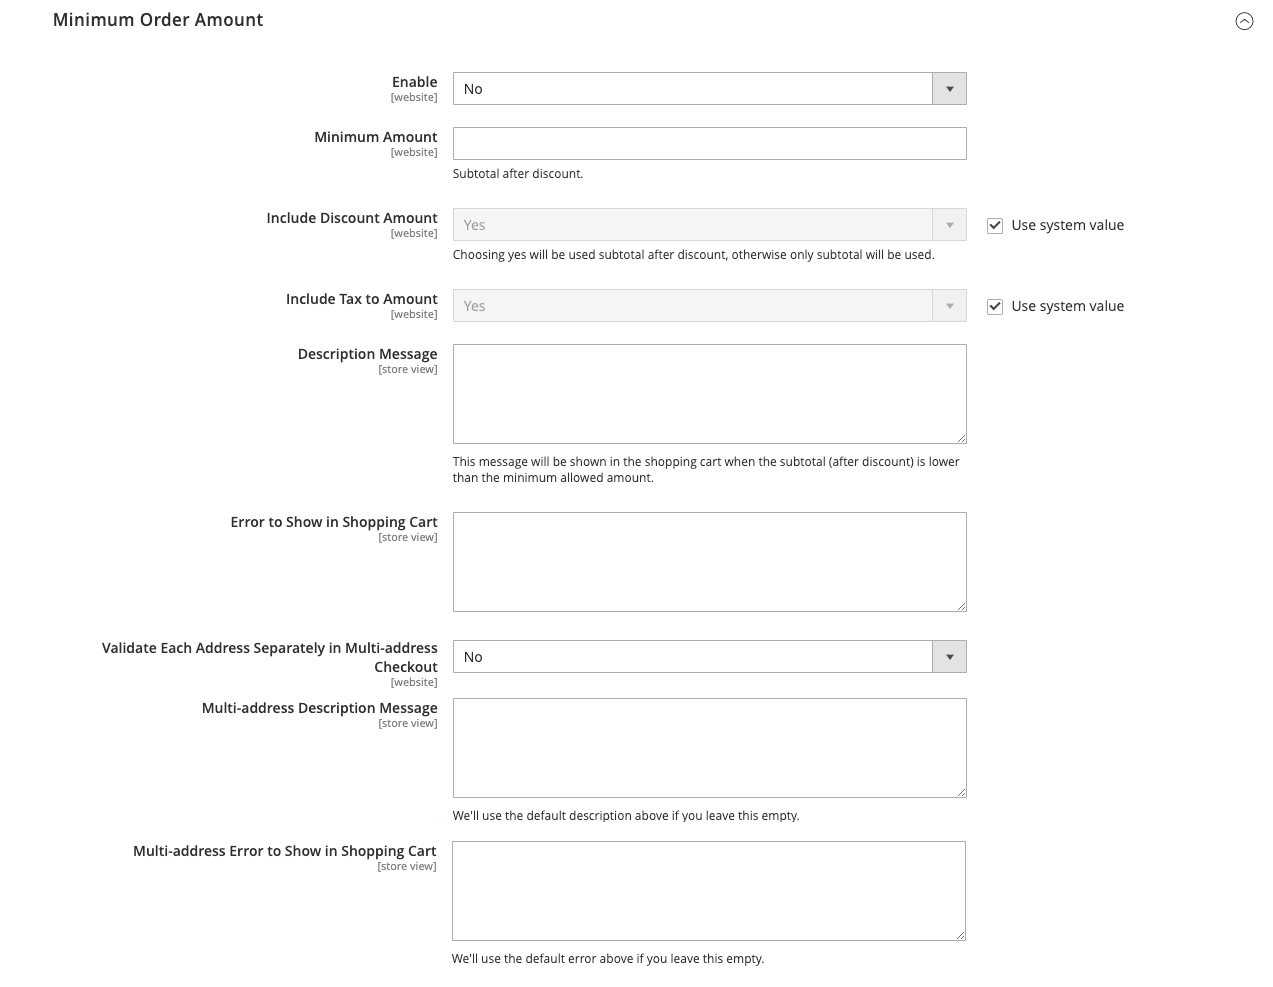 Minimum Order Amount
Enable
[website]
No
Minimum Amount
[website]
Subtotal after discount.
Include Discount Amount
[website]
Yes
Use system value
Choosing yes will be used subtotal after discount, otherwise only subtotal will be used.
Include Tax to Amount
[website]
Yes
Use system value
Description Message
[store view]
This message will be shown in the shopping cart when the subtotal (after discount) is lower
than the minimum allowed amount.
Error to Show in Shopping Cart
[store view]
Validate Each Address Separately in Multi-address
Checkout
[website]
No
Multi-address Description Message
[store view]
We'll use the default description above if you leave this empty.
Multi-address Error to Show in Shopping Cart
[store view]
We'll use the default error above if you leave this empty.